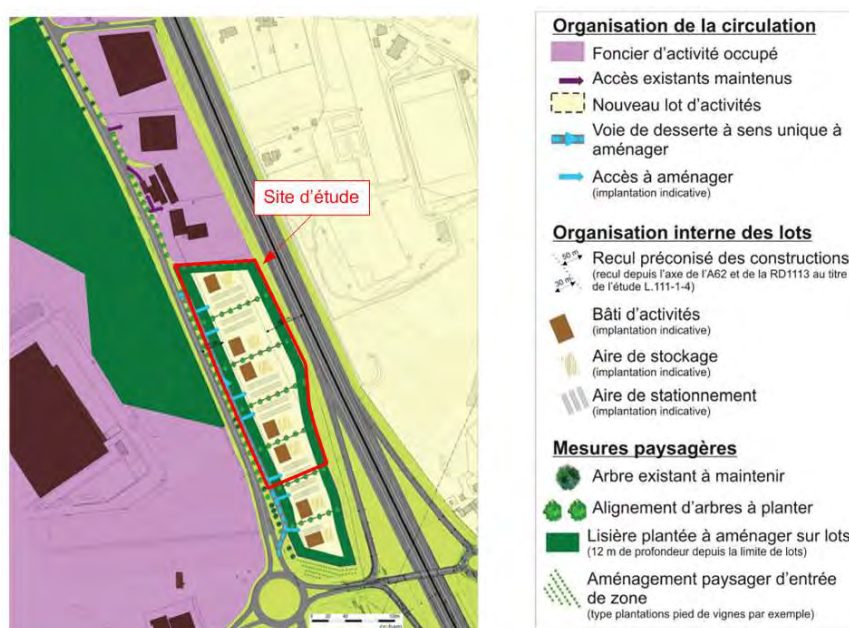 Site d'étude
Organisation de la circulation
Foncier d'activité occupé
Accès existants maintenus
Nouveau lot d'activités
Voie de desserte à sens unique à
aménager
Accès à aménager
(implantation indicative)
Organisation interne des lots
50 m
30 m
Recul préconisé des constructions
(recul depuis l'axe de l'A62 et de la RD1113 au titre
de l'étude L.111-1-4)
Bâti d'activités
(implantation indicative)
Aire de stockage
(implantation indicative)
Aire de stationnement
(implantation indicative)
Mesures paysagères
Arbre existant à maintenir
Alignement d'arbres à planter
Lisière plantée à aménager sur lots
(12 m de profondeur depuis la limite de lots)
Aménagement paysager d'entrée
de zone
(type plantations pied de vignes par exemple)